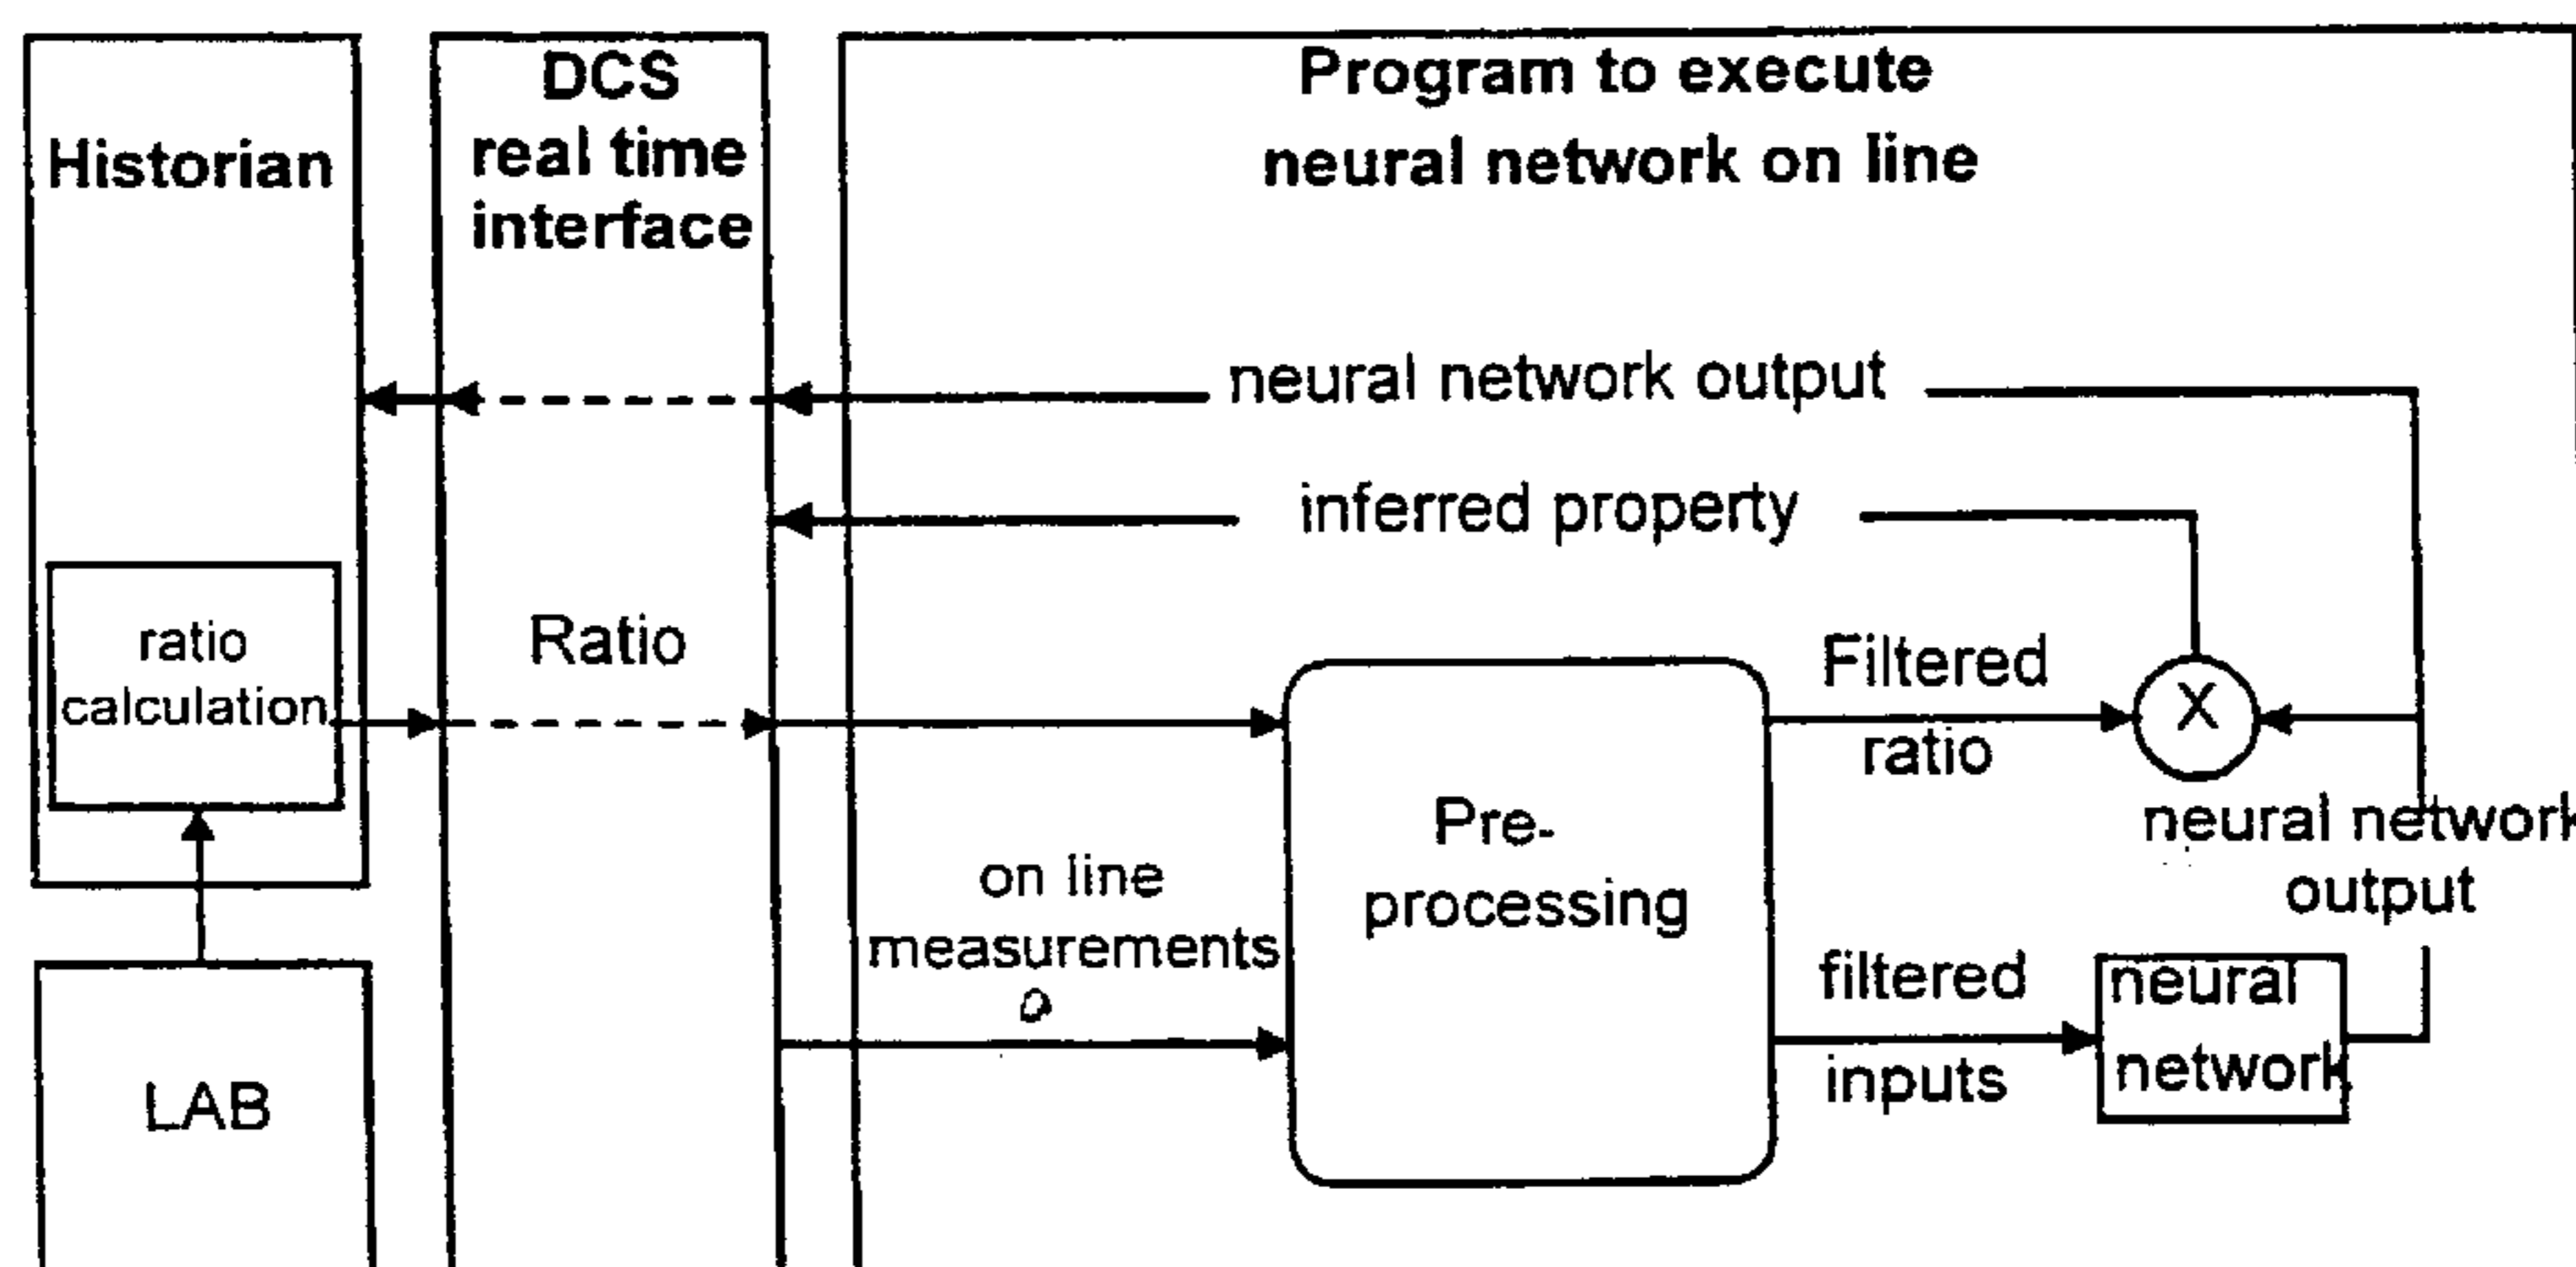 Historian
DCS
real time
interface
Program to execute
neural network on line
neural network output
inferred property
ratio
calculation
Ratio
Filtered
ratio
X
neural network
output
on line
measurements
Pre-
processing
filtered
inputs
neural
network
LAB